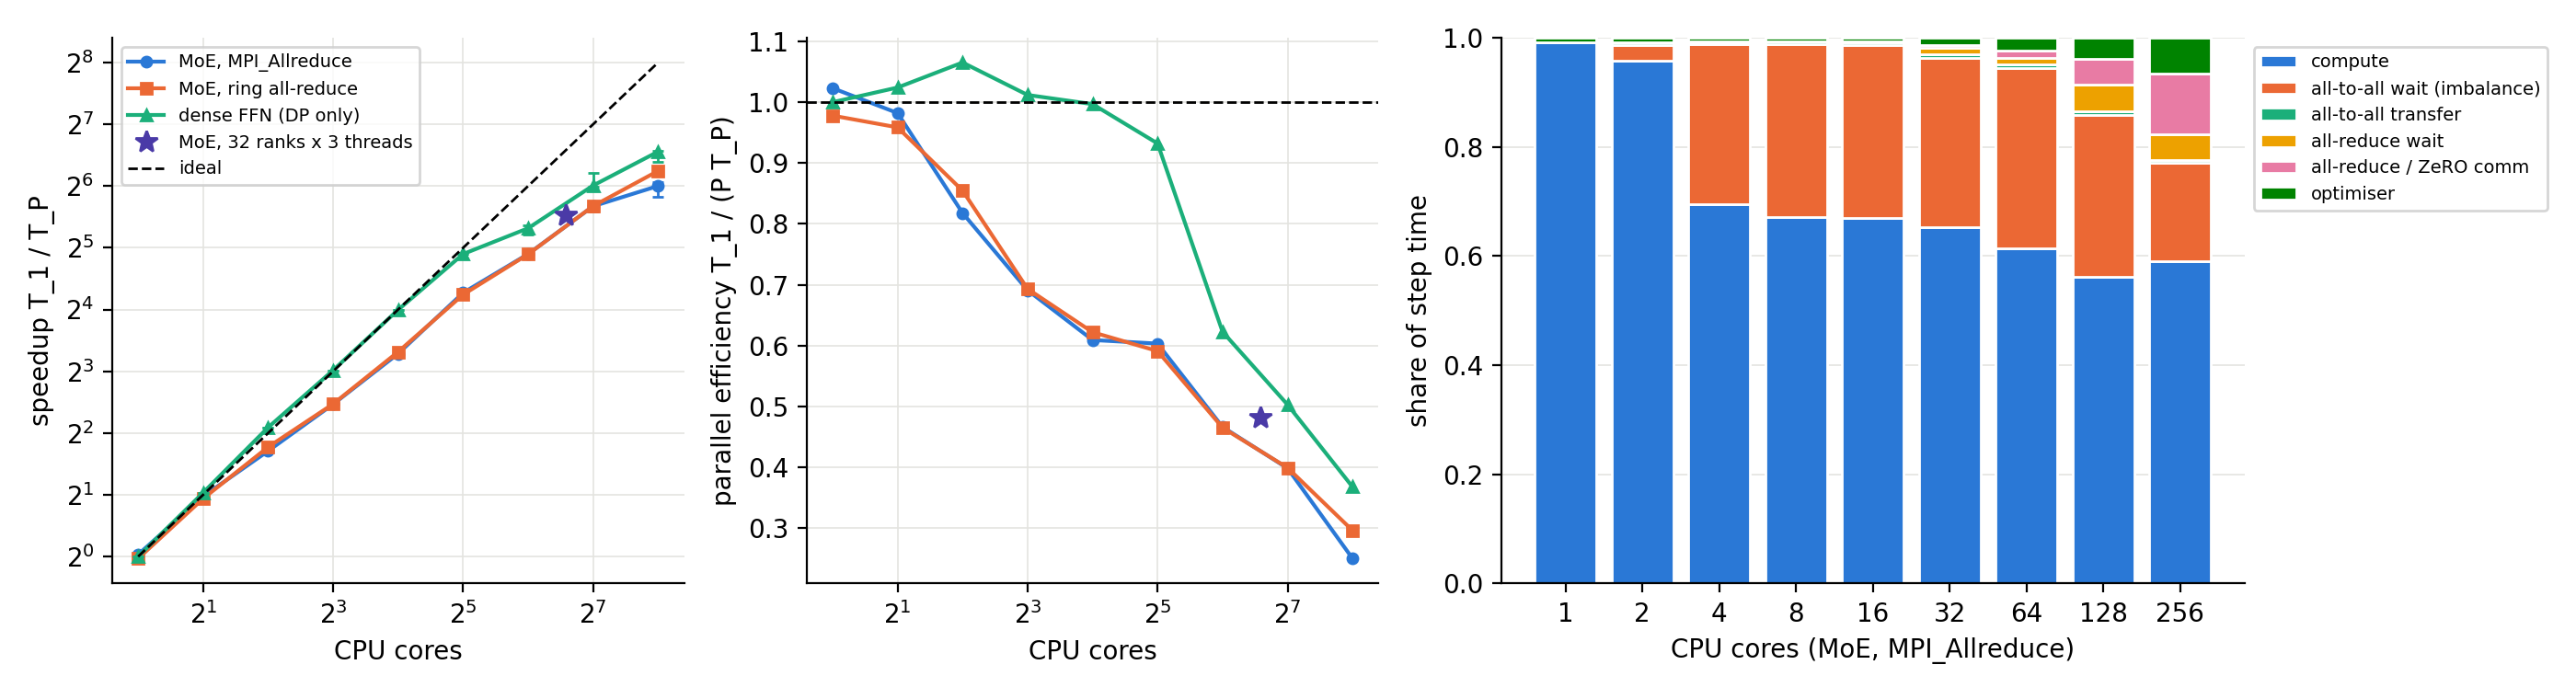 speedup T_1 / T_P
2^8
2^7
2^6
2^5
2^4
2^3
2^2
2^1
2^0
MoE, MPI_Allreduce
MoE, ring all-reduce
dense FFN (DP only)
MoE, 32 ranks x 3 threads
ideal
2^1
2^3
2^5
2^7
CPU cores
parallel efficiency T_1 / (P T_P)
1.1
1.0
0.9
0.8
0.7
0.6
0.5
0.4
0.3
2^1
2^3
2^5
2^7
CPU cores
share of step time
1.0
0.8
0.6
0.4
0.2
0.0
1
2
4
8
16
32
64
128
256
CPU cores (MoE, MPI_Allreduce)
compute
all-to-all wait (imbalance)
all-to-all transfer
all-reduce wait
all-reduce / ZeRO comm
optimiser